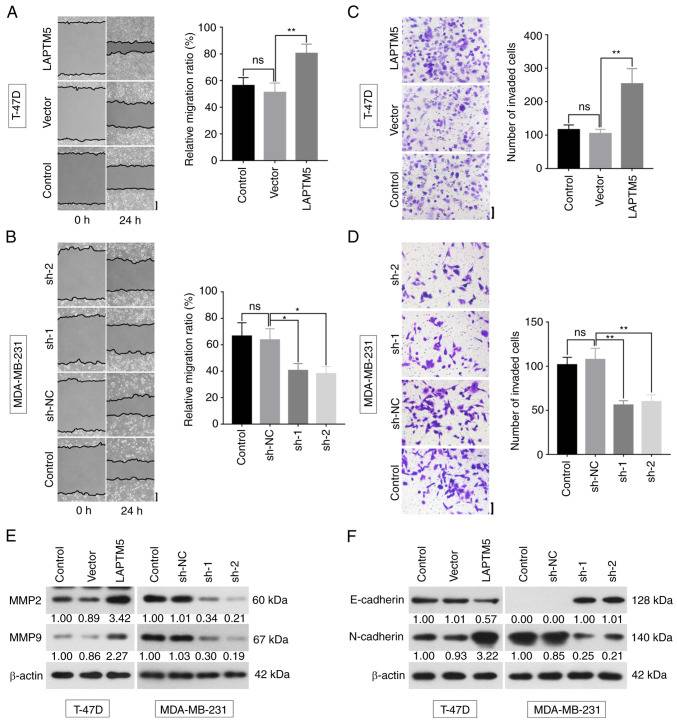 A
LAPTM5
Vector
Control
T-47D
0 h
24 h
Relative migration ratio (%)
100
80
60
40
20
0
ns
**
Control
Vector
LAPTM5
C
LAPTM5
Vector
Control
T-47D
Number of invaded cells
400
300
200
100
0
ns
**
Control
Vector
LAPTM5
B
sh-2
sh-1
sh-NC
Control
MDA-MB-231
0 h
24 h
Relative migration ratio (%)
100
80
60
40
20
0
ns
*
*
Control
sh-NC
sh-1
sh-2
D
sh-2
sh-1
sh-NC
Control
MDA-MB-231
Number of invaded cells
150
100
50
0
ns
**
**
Control
sh-NC
sh-1
sh-2
E
Control
Vector
LAPTM5
Control
sh-NC
sh-1
sh-2
MMP2
60 kDa
1.00 0.89 3.42 1.00 1.01 0.34 0.21
MMP9
67 kDa
1.00 0.86 2.27 1.00 1.03 0.30 0.19
β-actin
42 kDa
T-47D
MDA-MB-231
F
Control
Vector
LAPTM5
Control
sh-NC
sh-1
sh-2
E-cadherin
128 kDa
1.00 1.01 0.57 0.00 0.00 1.00 1.01
N-cadherin
140 kDa
1.00 0.93 3.22 1.00 0.85 0.25 0.21
β-actin
42 kDa
T-47D
MDA-MB-231